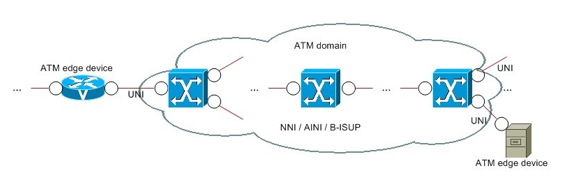 ATM domain
ATM edge device
UNI
V
UNI
...
...
...
...
NNI / AINI / B-ISUP
UNI
ATM edge device